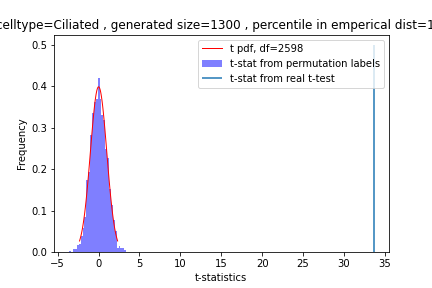 celltype=Ciliated , generated size=1300 , percentile in emperical dist=1
t pdf, df=2598
t-stat from permutation labels
t-stat from real t-test
Frequency
0.5
0.4
0.3
0.2
0.1
0.0
-5 0 5 10 15 20 25 30 35
t-statistics